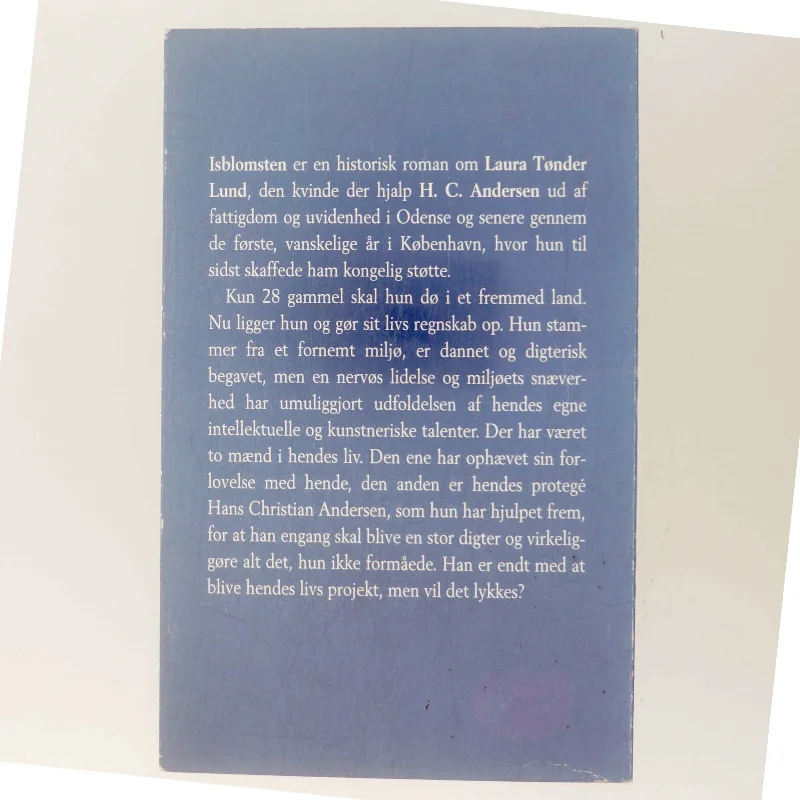 Isblomsten er en historisk roman om Laura Tønder
Lund, den kvinde der hjalp H. C. Andersen ud af
fattigdom og uvidenhed i Odense og senere gennem
de første, vanskelige år i København, hvor hun til
sidst skaffede ham kongelig støtte.
Kun 28 gammel skal hun dø i et fremmed land.
Nu ligger hun og gør sit livs regnskab op. Hun stam-
mer fra et fornemt miljø, er dannet og digterisk
begavet, men en nervøs lidelse og miljøets snæver-
hed har umuliggjort udfoldelsen af hendes egne
intellektuelle og kunstneriske talenter. Der har været
to mænd i hendes liv. Den ene har ophævet sin for-
lovelse med hende, den anden er hendes protegé
Hans Christian Andersen, som hun har hjulpet frem,
for at han engang skal blive en stor digter og virkelig-
gøre alt det, hun ikke formåede. Han er endt med at
blive hendes livs projekt, men vil det lykkes?